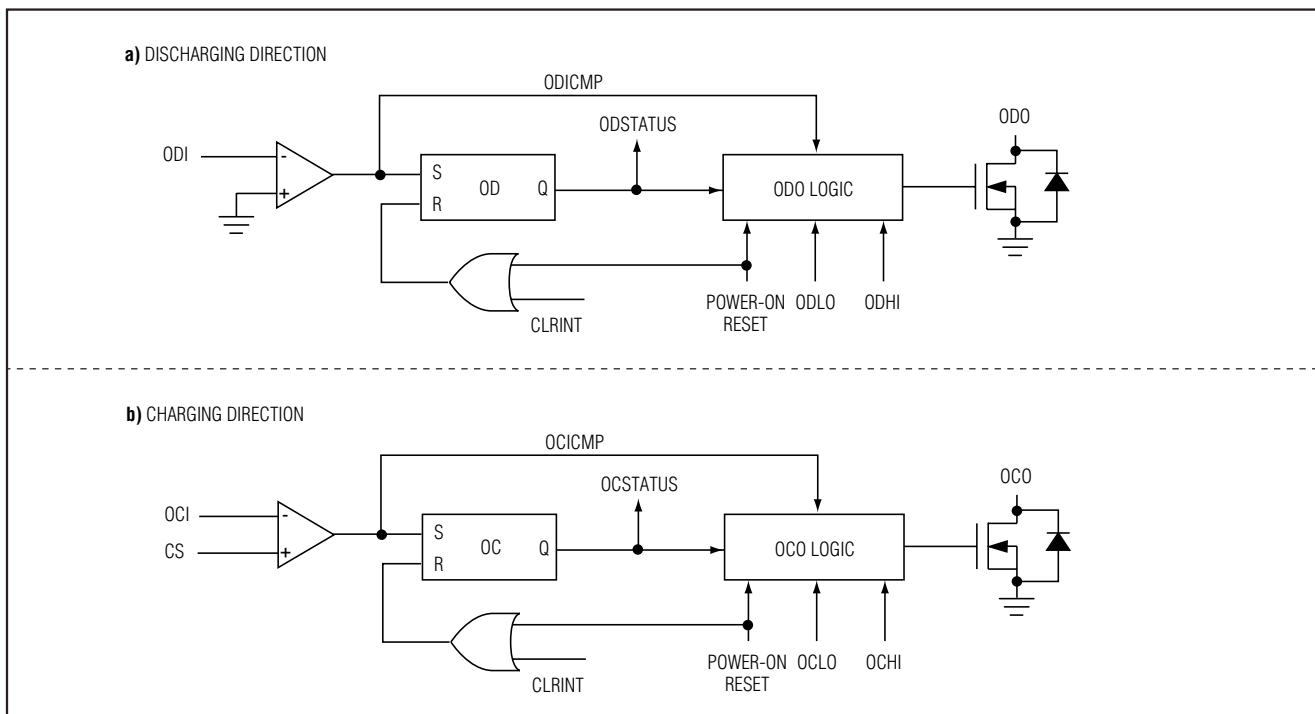 a) DISCHARGING DIRECTION
ODICMP
ODSTATUS
ODO
ODI
-
+
S
R
OD
Q
ODO LOGIC
POWER-ON
RESET
ODLO
ODHI
CLRINT
b) CHARGING DIRECTION
OCICMP
OCSTATUS
OCO
OCI
CS
-
+
S
R
OC
Q
OCO LOGIC
POWER-ON
RESET
OCLO
OCHI
CLRINT